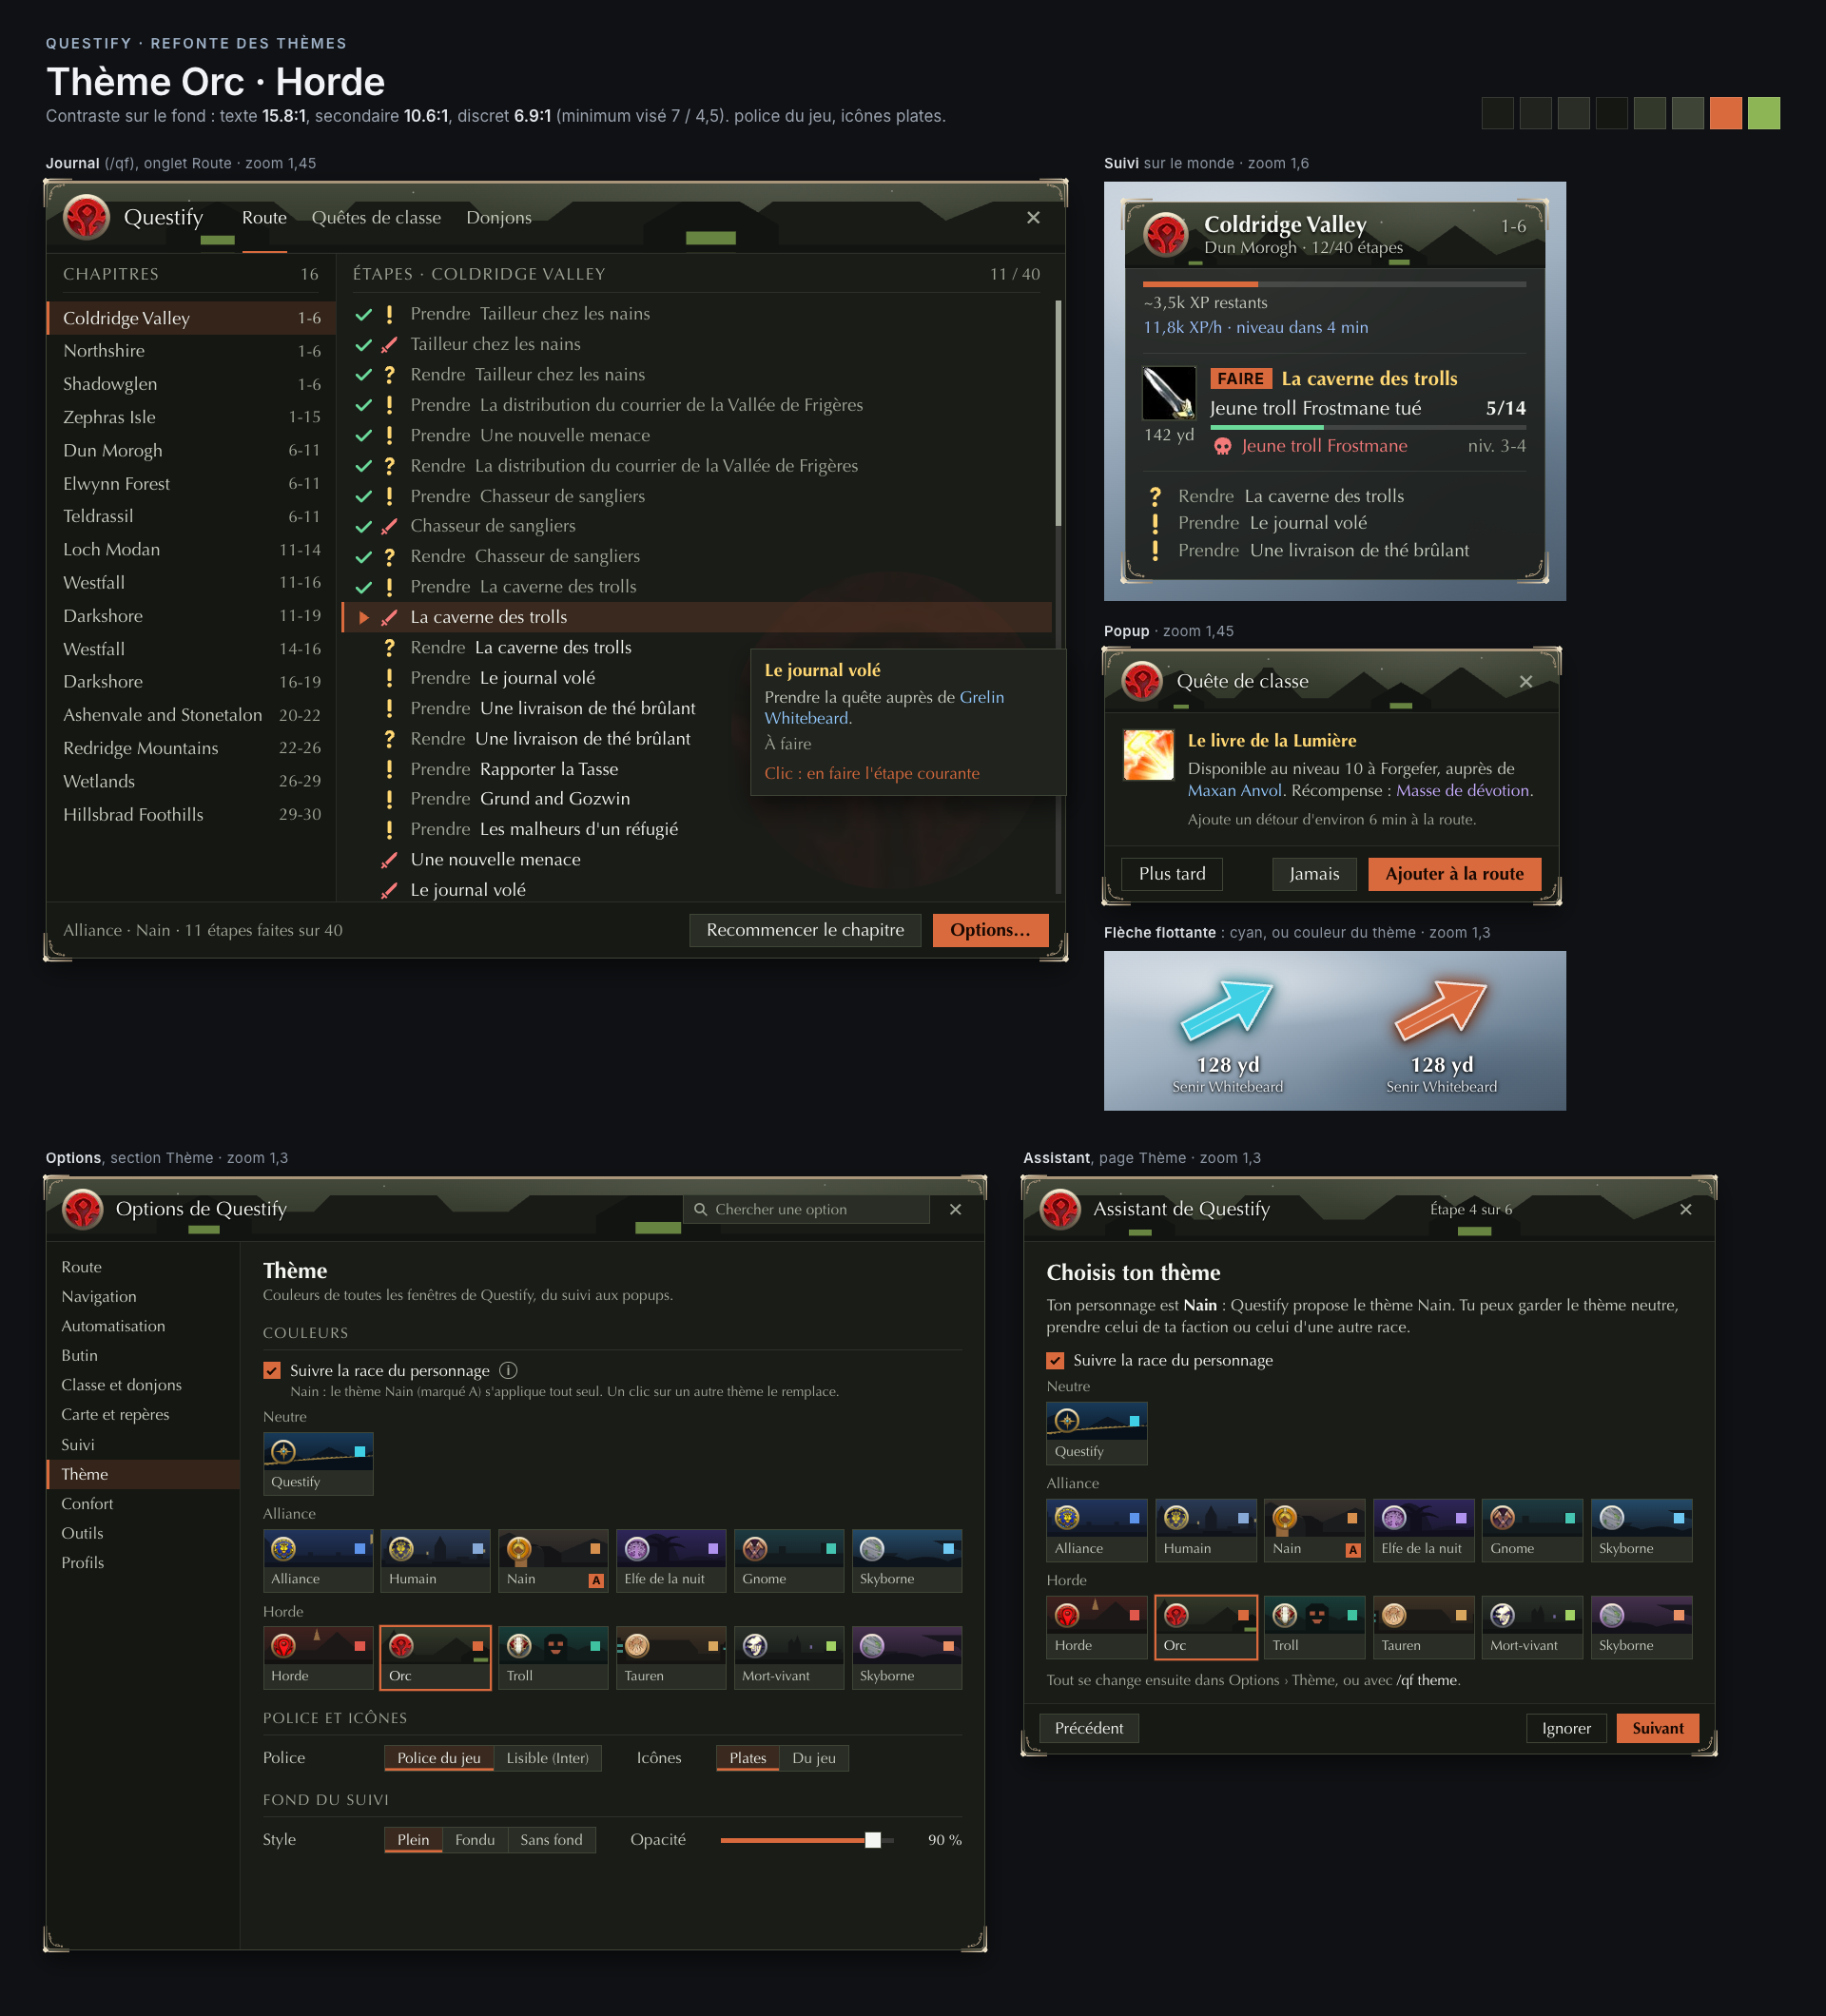 QUESTIFY · REFONTE DES THÈMES
Thème Orc · Horde
Contraste sur le fond : texte 15.8:1, secondaire 10.6:1, discret 6.9:1 (minimum visé 7 / 4,5). police du jeu, icônes plates.
Journal (/qf), onglet Route · zoom 1,45
Questify Route Quêtes de classe Donjons
CHAPITRES 16
Coldridge Valley 1-6
Northshire 1-6
Shadowglen 1-6
Zephras Isle 1-15
Dun Morogh 6-11
Elwynn Forest 6-11
Teldrassil 6-11
Loch Modan 11-14
Westfall 11-16
Darkshore 11-19
Westfall 14-16
Darkshore 16-19
Ashenvale and Stonetalon 20-22
Redridge Mountains 22-26
Wetlands 26-29
Hillsbrad Foothills 29-30
ÉTAPES · COLDRIDGE VALLEY 11 / 40
Prendre Tailleur chez les nains
Tailleur chez les nains
Rendre Tailleur chez les nains
Prendre La distribution du courrier de la Vallée de Frigères
Prendre Une nouvelle menace
Rendre La distribution du courrier de la Vallée de Frigères
Prendre Chasseur de sangliers
Chasseur de sangliers
Rendre Chasseur de sangliers
Prendre La caverne des trolls
La caverne des trolls
Rendre La caverne des trolls
Prendre Le journal volé
Prendre Une livraison de thé brûlant
Rendre Une livraison de thé brûlant
Prendre Rapporter la Tasse
Prendre Grund and Gozwin
Prendre Les malheurs d'un réfugié
Une nouvelle menace
Le journal volé
Le journal volé
Prendre la quête auprès de Grelin
Whitebeard.
À faire
Clic : en faire l'étape courante
Alliance · Nain · 11 étapes faites sur 40
Recommencer le chapitre
Options...
Suivi sur le monde · zoom 1,6
Coldridge Valley 1-6
Dun Morogh · 12/40 étapes
~3,5k XP restants
11,8k XP/h · niveau dans 4 min
FAIRE La caverne des trolls
Jeune troll Frostmane tué 5/14
142 yd
Jeune troll Frostmane niv. 3-4
Rendre La caverne des trolls
Prendre Le journal volé
Prendre Une livraison de thé brûlant
Popup · zoom 1,45
Quête de classe
Le livre de la Lumière
Disponible au niveau 10 à Forgefer, auprès de
Maxan Anvol. Récompense : Masse de dévotion.
Ajoute un détour d'environ 6 min à la route.
Plus tard
Jamais
Ajouter à la route
Flèche flottante : cyan, ou couleur du thème · zoom 1,3
128 yd 128 yd
Senir Whitebeard Senir Whitebeard
Options, section Thème · zoom 1,3
Options de Questify Chercher une option
Route
Navigation
Automatisation
Butin
Classe et donjons
Carte et repères
Suivi
Thème
Confort
Outils
Profils
Thème
Couleurs de toutes les fenêtres de Questify, du suivi aux popups.
COULEURS
Suivre la race du personnage i
Nain : le thème Nain (marqué A) s'applique tout seul. Un clic sur un autre thème le remplace.
Neutre
Questify
Alliance
Alliance Humain Nain A Elfe de la nuit Gnome Skyborne
Horde
Horde Orc Troll Tauren Mort-vivant Skyborne
POLICE ET ICÔNES
Police Police du jeu Lisible (Inter) Icônes Plates Du jeu
FOND DU SUIVI
Style Plein Fondu Sans fond Opacité 90 %
Assistant, page Thème · zoom 1,3
Assistant de Questify Étape 4 sur 6
Choisis ton thème
Ton personnage est Nain : Questify propose le thème Nain. Tu peux garder le thème neutre,
prendre celui de ta faction ou celui d'une autre race.
Suivre la race du personnage
Neutre
Questify
Alliance
Alliance Humain Nain A Elfe de la nuit Gnome Skyborne
Horde
Horde Orc Troll Tauren Mort-vivant Skyborne
Tout se change ensuite dans Options › Thème, ou avec /qf theme.
Précédent
Ignorer
Suivant